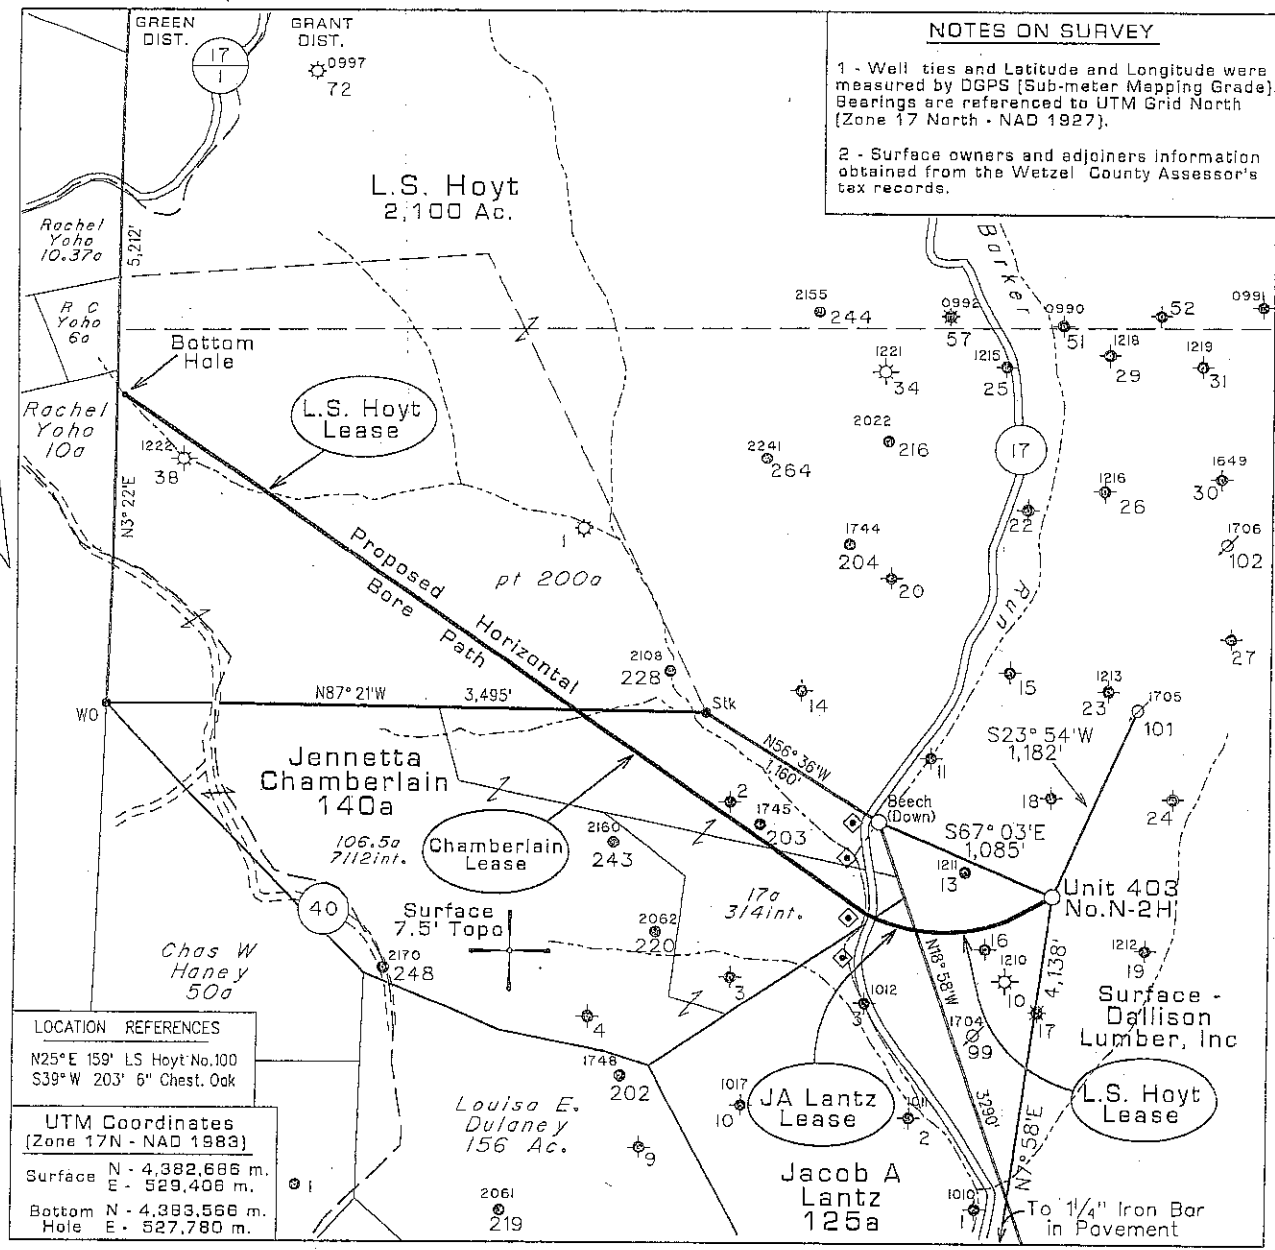 GREEN
DIST.
GRANT
DIST.
17
1
0997
72
NOTES ON SURVEY
1 - Well ties and Latitude and Longitude were
measured by DGPS (Sub-meter Mapping Grade).
Bearings are referenced to UTM Grid North
(Zone 17 North - NAD 1927).
2 - Surface owners and adjoiners information
obtained from the Wetzel County Assessor's
tax records.
L.S. Hoyt
2,100 Ac.
Rachel
Yoho
10.37a
5,212'
Barker
R C
Yoho
6a
Bottom
Hole
2155
244
0992
57
0990
51
52
0991
1221
34
1215
25
1218
29
1219
31
L.S. Hoyt
Lease
Rachel
Yoho
10a
1222
38
N3°22'E
2022
216
2241
264
17
1216
26
1649
30
22
1
1744
204
1706
102
20
Proposed Horizontal
Bore Path
pt 200a
Run
27
2108
228
15
1213
23
1705
101
14
WO
N87°21'W
3,495'
Stk
S23°54'W
1,182'
N56°36'W
1,160'
11
Jennetta
Chamberlain
140a
2
1745
203
Beech
(Down)
18
24
S67°03'E
1,085'
106.5a
7112int.
Chamberlain
Lease
2160
243
1211
13
17a
314int.
Unit 403
No.N-2H
40
Surface
7.5' Topo
2062
220
Chas W
Haney
50a
2170
248
N18°58'W
16
1210
10
4,138'
1212
19
3
1012
3
4
1704
99
17
Surface -
Dallison
Lumber, Inc
LOCATION REFERENCES
N25°E 159' LS Hoyt No.100
S39°W 203' 6" Chest. Oak
1748
202
1017
10
JA Lantz
Lease
1011
2
3290'
L.S. Hoyt
Lease
Louisa E.
Dulaney
156 Ac.
9
UTM Coordinates
(Zone 17N - NAD 1983)
Surface N - 4,382,686 m.
E - 529,406 m.
Bottom N - 4,383,566 m.
Hole E - 527,780 m.
1
2061
219
Jacob A
Lantz
125a
1010
1
N7°58'E
To 1 1/4" Iron Bar
in Pavement